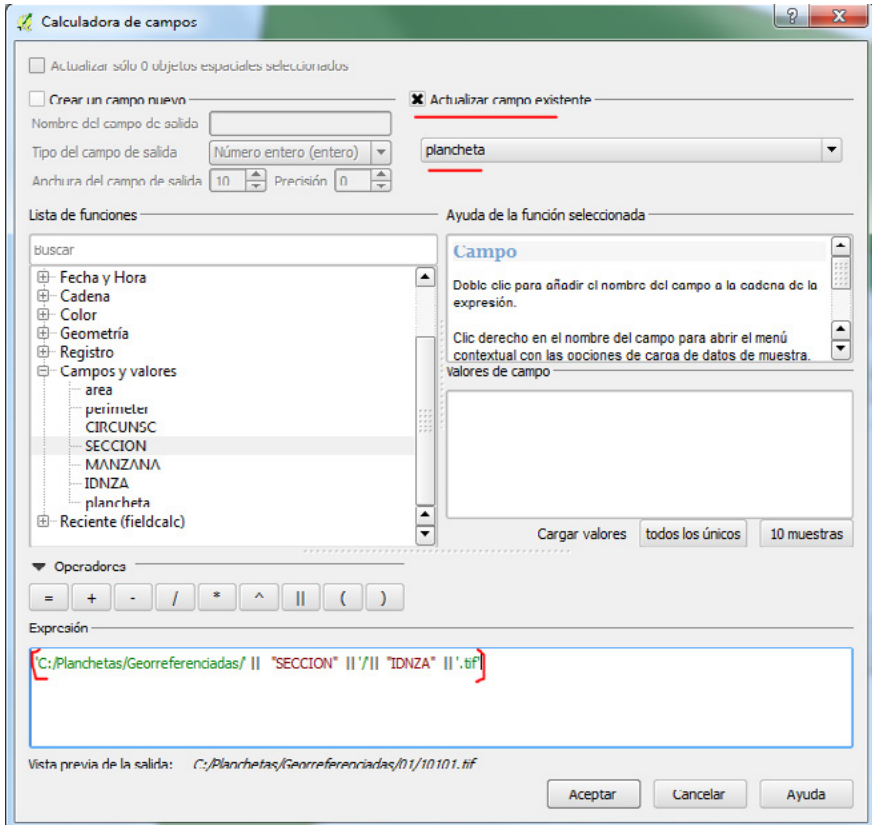 Calculadora de campos
Actualizar sólo 0 objetos espaciales seleccionados
Crear un campo nuevo
Actualizar campo existente
Nombre del campo de salida
Tipo del campo de salida Número entero (entero)
plancheta
Anchura del campo de salida 10 Precisión 0
Lista de funciones
Ayuda de la función seleccionada
Buscar
Fecha y Hora
Cadena
Color
Geometría
Registro
Campos y valores
area
perimeter
CIRCUNSC
SECCION
MANZANA
IDNZA
plancheta
Reciente (fieldcalc)
Campo
Doble clic para añadir el nombre del campo a la cadena de la
expresión.
Clic derecho en el nombre del campo para abrir el menú
contextual con las opciones de carga de datos de muestra.
Valores de campo
Cargar valores todos los únicos 10 muestras
Operadores
= + - / * ^ || ( )
Expresión
'C:/Planchetas/Georreferenciadas/' || "SECCION" ||'/'|| "IDNZA" ||'.tif'
Vista previa de la salida: C:/Planchetas/Georreferenciadas/01/10101.tif
Aceptar Cancelar Ayuda